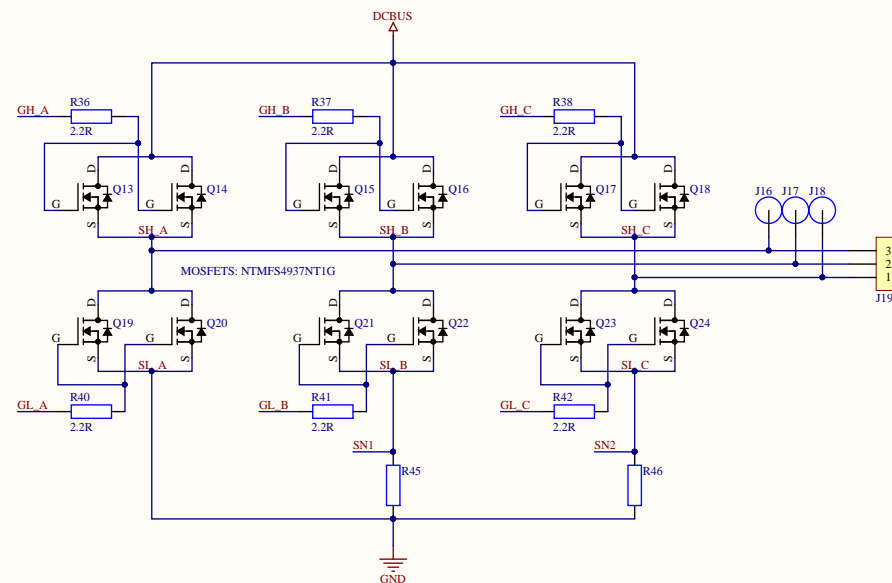 DCBUS
GH_A
R36
2.2R
GH_B
R37
2.2R
GH_C
R38
2.2R
D
D
D
D
D
D
G
Q13
G
Q14
G
Q15
G
Q16
G
Q17
G
Q18
J16
J17
J18
S
S
S
S
S
S
SH_A
SH_B
SH_C
MOSFETS: NTMFS4937NT1G
3
2
1
J19
D
D
D
D
D
D
G
Q19
G
Q20
G
Q21
G
Q22
G
Q23
G
Q24
S
S
S
S
S
S
SL_A
SL_B
SL_C
GL_A
R40
2.2R
GL_B
R41
2.2R
GL_C
R42
2.2R
SN1
SN2
R45
R46
GND